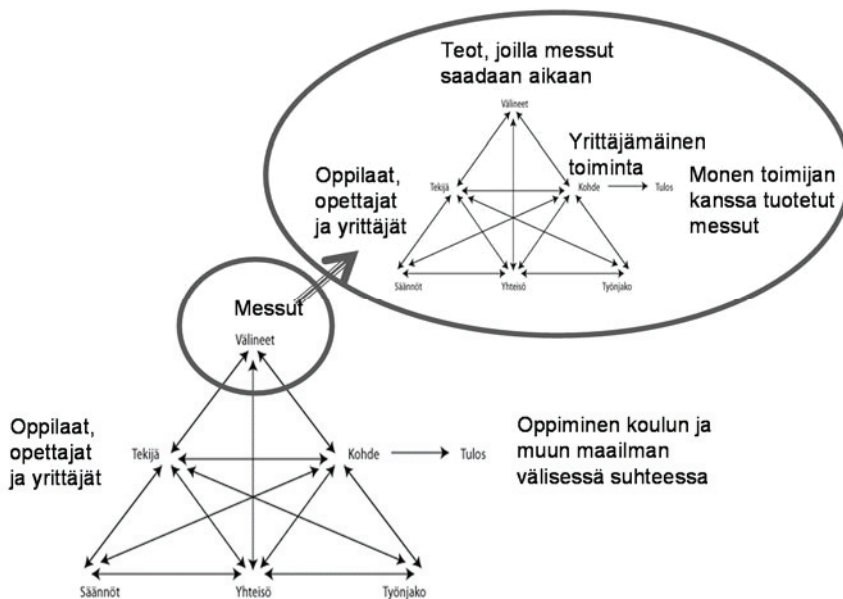 Teot, joilla messut
saadaan aikaan
Välineet
Yrittäjämäinen
toiminta
Oppilaat,
opettajat
ja yrittäjät
Tekijä
Kohde
Tulos
Monen toimijan
kanssa tuotetut
messut
Säännöt
Yhteisö
Työnjako
Messut
Välineet
Oppilaat,
opettajat
ja yrittäjät
Tekijä
Kohde
Tulos
Oppiminen koulun ja
muun maailman
välisessä suhteessa
Säännöt
Yhteisö
Työnjako